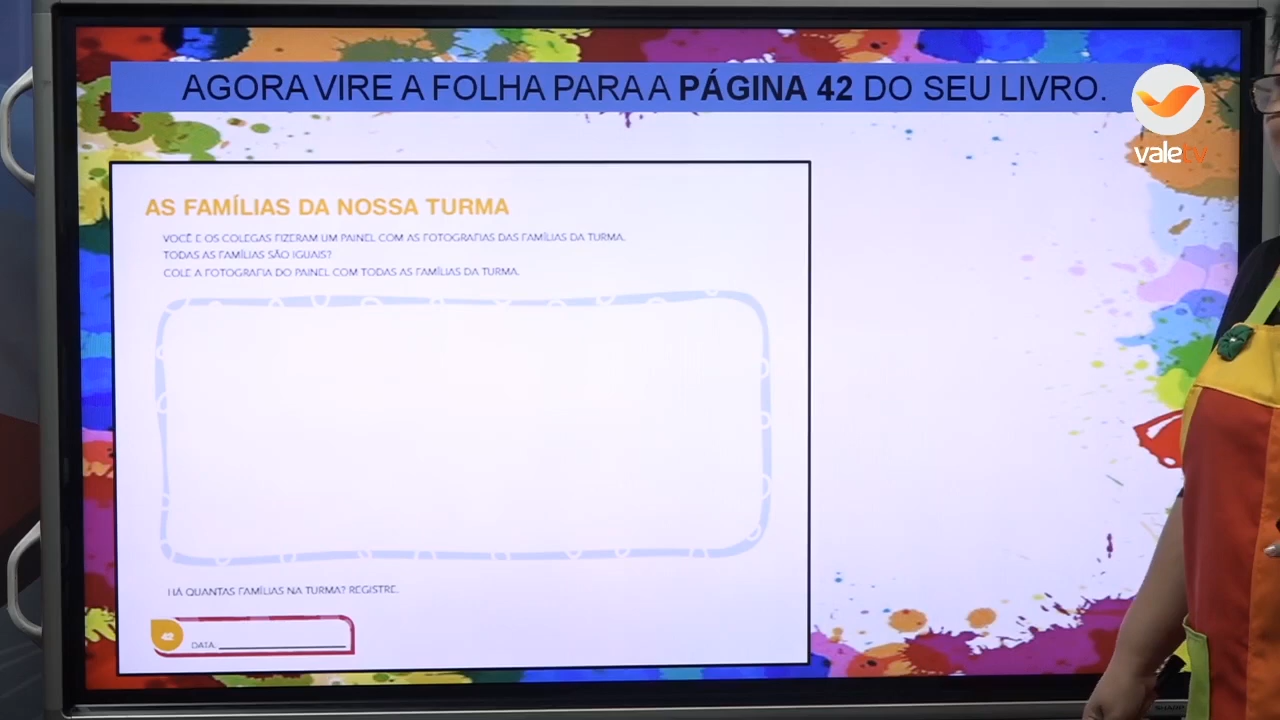 AGORA VIRE A FOLHA PARA A PÁGINA 42 DO SEU LIVRO.
valetv
AS FAMÍLIAS DA NOSSA TURMA
VOCÊ E OS COLEGAS FIZERAM UM PAINEL COM AS FOTOGRAFIAS DAS FAMÍLIAS DA TURMA.
TODAS AS FAMÍLIAS SÃO IGUAIS?
COLE A FOTOGRAFIA DO PAINEL COM TODAS AS FAMÍLIAS DA TURMA.
HÁ QUANTAS FAMÍLIAS NA TURMA? REGISTRE.
42
DATA